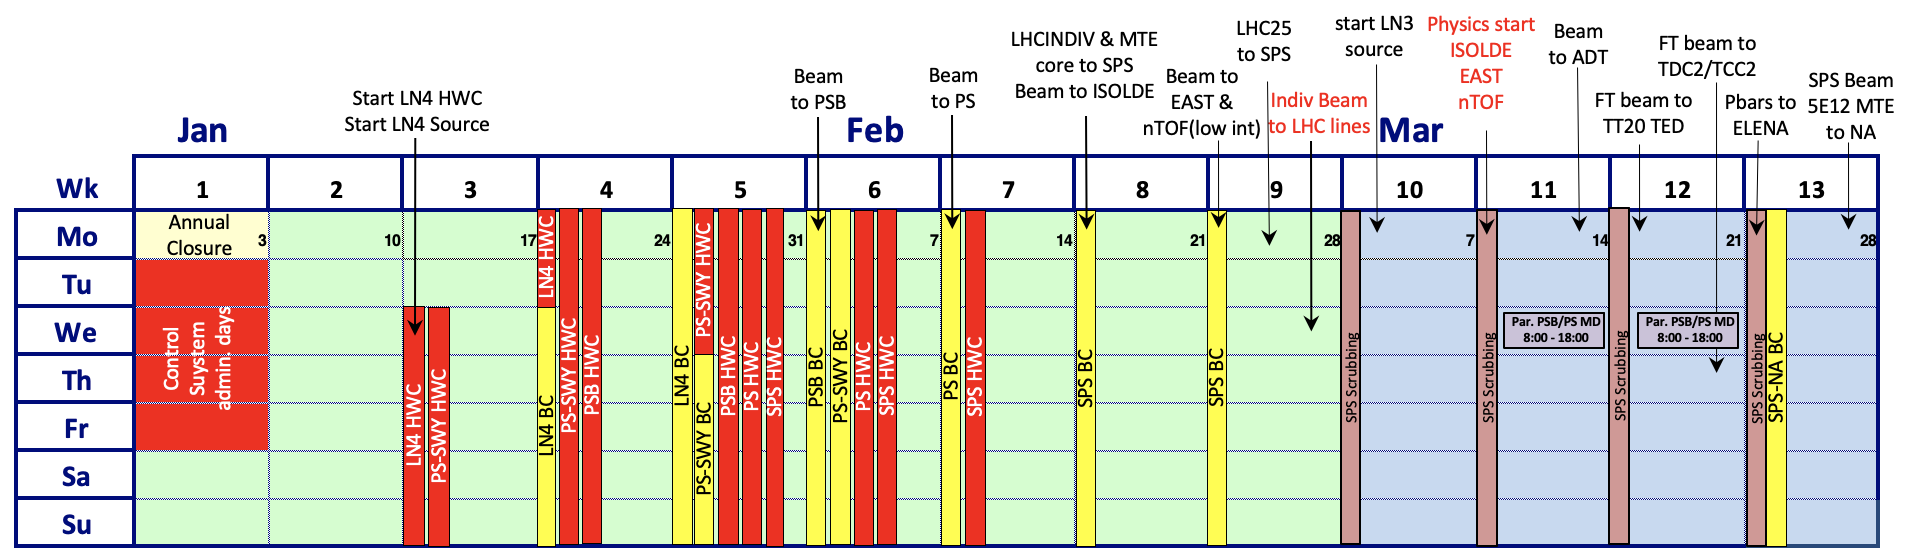 LHCINDIV & MTE
core to SPS
Beam to ISOLDE
LHC25
to SPS
start LN3
source
Physics start
ISOLDE
EAST
nTOF
Beam
to ADT
FT beam to
TDC2/TCC2
Start LN4 HWC
Start LN4 Source
Beam
to PSB
Beam
to PS
Beam to
EAST &
nTOF(low int)
Indiv Beam
to LHC lines
FT beam to
TT20 TED
Pbars to
ELENA
SPS Beam
5E12 MTE
to NA
Jan
Feb
Mar
Wk 1 2 3 4 5 6 7 8 9 10 11 12 13
Mo 3 10 17 24 31 7 14 21 28 7 14 21 28
Annual
Closure
Tu
We
Th
Fr
Sa
Su
Control
Suystem
admin. days
LN4 HWC
PS-SWY HWC
LN4 HWC
LN4 BC
PS-SWY HWC
PSB HWC
LN4 BC
PS-SWY HWC
PS-SWY BC
PSB HWC
PS HWC
SPS HWC
PSB BC
PS-SWY BC
PS HWC
SPS HWC
PS BC
SPS HWC
SPS BC
SPS BC
SPS Scrubbing
SPS Scrubbing
Par. PSB/PS MD
8:00 - 18:00
SPS Scrubbing
Par. PSB/PS MD
8:00 - 18:00
SPS Scrubbing
SPS-NA BC